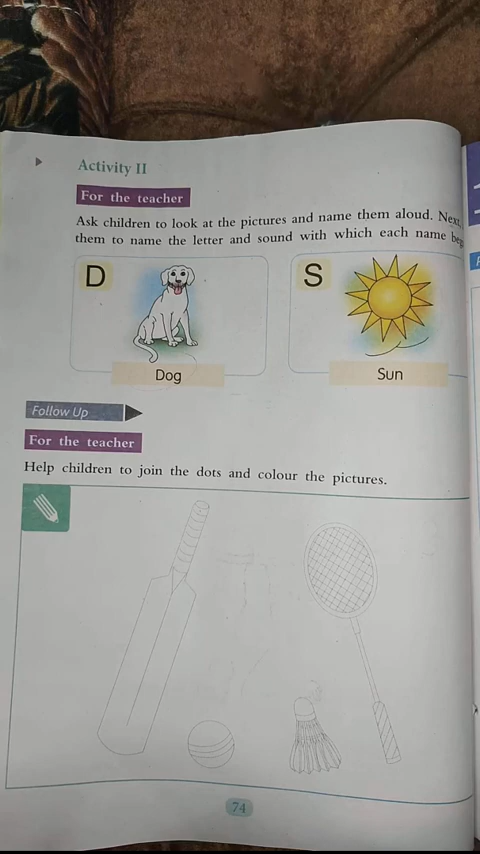 Activity II
For the teacher
Ask children to look at the pictures and name them aloud. Next,
them to name the letter and sound with which each name
D
S
Dog
Sun
Follow Up
For the teacher
Help children to join the dots and colour the pictures.
74